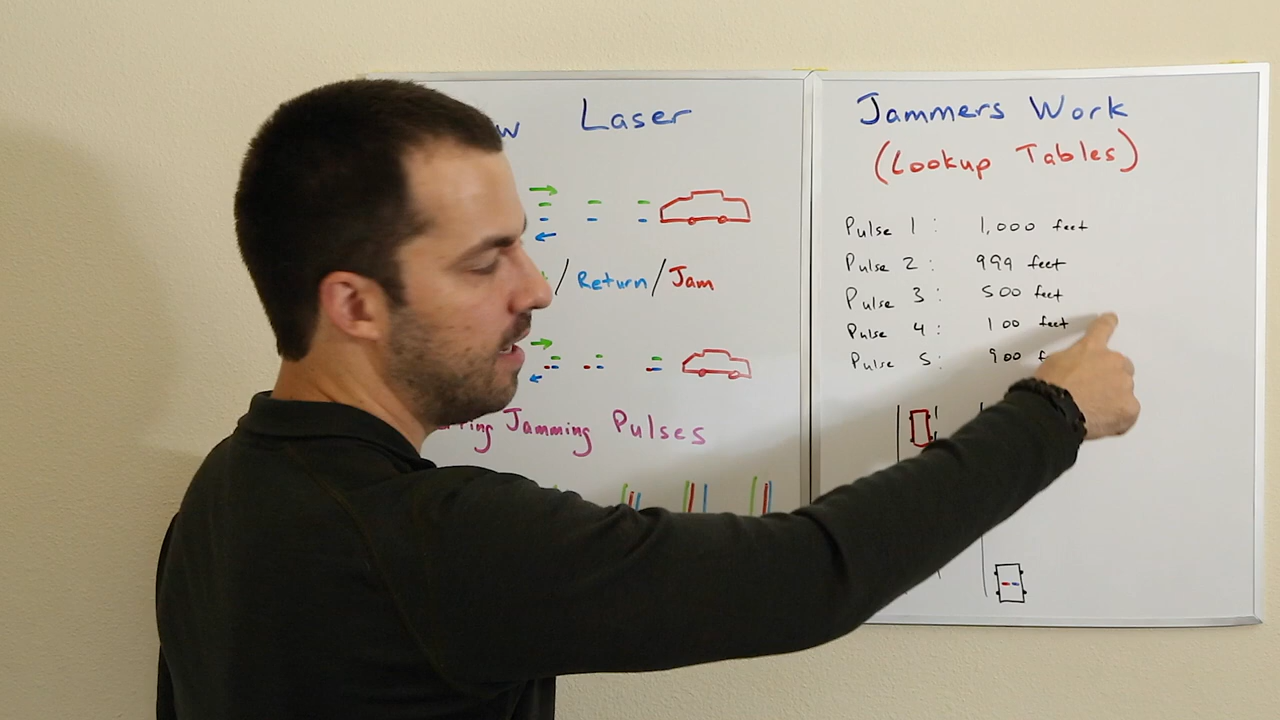 Laser
Return / Jam
Jamming Pulses
Jammers Work
(Lookup Tables)
Pulse 1 : 1,000 feet
Pulse 2 : 999 feet
Pulse 3 : 500 feet
Pulse 4 : 100 feet
Pulse 5 : 900 f